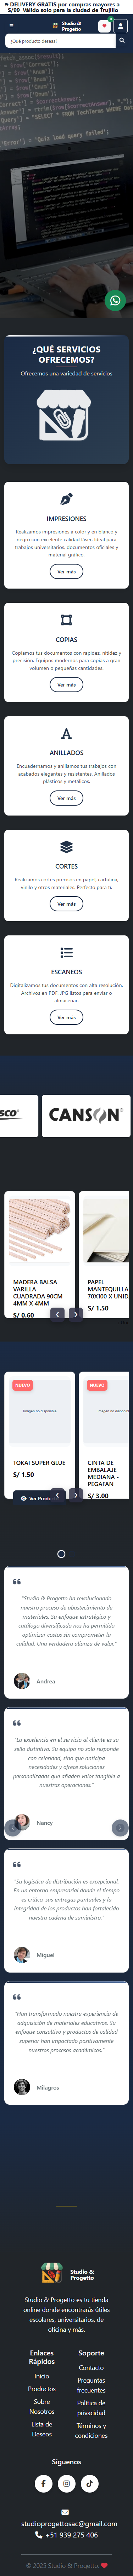 DELIVERY GRATIS por compras mayores a
S/99 Válido solo para la ciudad de Trujillo
Studio &
Progetto
0
¿Qué producto deseas?
¿QUÉ SERVICIOS
OFRECEMOS?
Ofrecemos una variedad de servicios
IMPRESIONES
Realizamos impresiones a color y en blanco y
negro con excelente calidad láser. Ideal para
trabajos universitarios, documentos oficiales y
material gráfico.
Ver más
COPIAS
Copiamos tus documentos con rapidez, nitidez y
precisión. Equipos modernos para copias a gran
volumen o pequeñas cantidades.
Ver más
ANILLADOS
Encuadernamos y anillamos tus trabajos con
acabados elegantes y resistentes. Anillados
plásticos y metálicos.
Ver más
CORTES
Realizamos cortes precisos en papel, cartulina,
vinilo y otros materiales. Perfecto para tí.
Ver más
ESCANEOS
Digitalizamos tus documentos con alta resolución.
Archivos en PDF, JPG listos para enviar o
almacenar.
Ver más
CANSON
MADERA BALSA
VARILLA
CUADRADA 90CM
4MM X 4MM
S/ 0.60
PAPEL
MANTEQUILLA
70X100 X UNID
S/ 1.50
NUEVO
Imagen no disponible
TOKAI SUPER GLUE
S/ 1.50
Ver Produ
NUEVO
Imagen no disponible
CINTA DE
EMBALAJE
MEDIANA -
PEGAFAN
S/ 3.00
"Studio & Progetto ha revolucionado
nuestro proceso de abastecimiento de
materiales. Su enfoque estratégico y
catálogo diversificado nos ha permitido
optimizar costos sin comprometer la
calidad. Una verdadera alianza de valor."
Andrea
"La excelencia en el servicio al cliente es su
sello distintivo. Su equipo no solo responde
con celeridad, sino que anticipa
necesidades y ofrece soluciones
personalizadas que superan nuestras
expectativas."
Nancy
"Su logística de distribución es excepcional.
En un entorno empresarial donde el tiempo
es crítico, sus entregas puntuales y la
integridad de los productos han fortalecido
nuestra cadena de suministro."
Miguel
"Han transformado nuestra experiencia de
adquisición de materiales educativos. Su
enfoque consultivo y productos de calidad
superior han impactado positivamente
nuestros procesos académicos."
Milagros
Studio &
Progetto
Studio & Progetto es tu tienda
online donde encontrarás útiles
escolares, universitarios, de
oficina y más.
Enlaces
Rápidos
Inicio
Productos
Sobre
Nosotros
Lista de
Deseos
Soporte
Contacto
Preguntas
frecuentes
Política de
privacidad
Términos y
condiciones
Síguenos
studioprogettosac@gmail.com
+51 939 275 406
© 2025 Studio & Progetto.